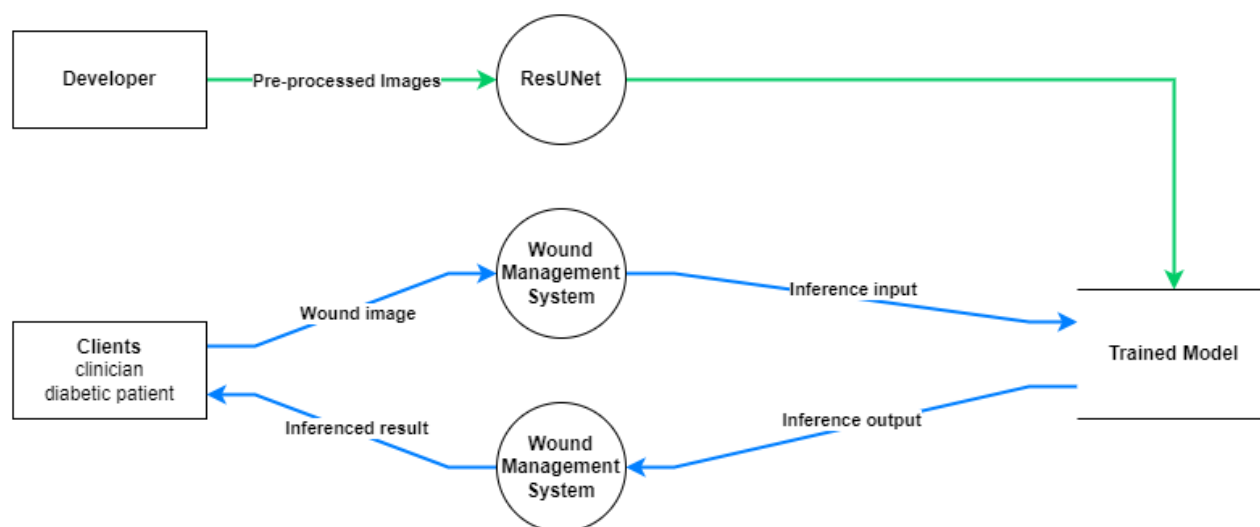 Developer
Pre-processed Images
ResUNet
Wound
Management
System
Wound image
Inference input
Clients
clinician
diabetic patient
Trained Model
Inferenced result
Wound
Management
System
Inference output